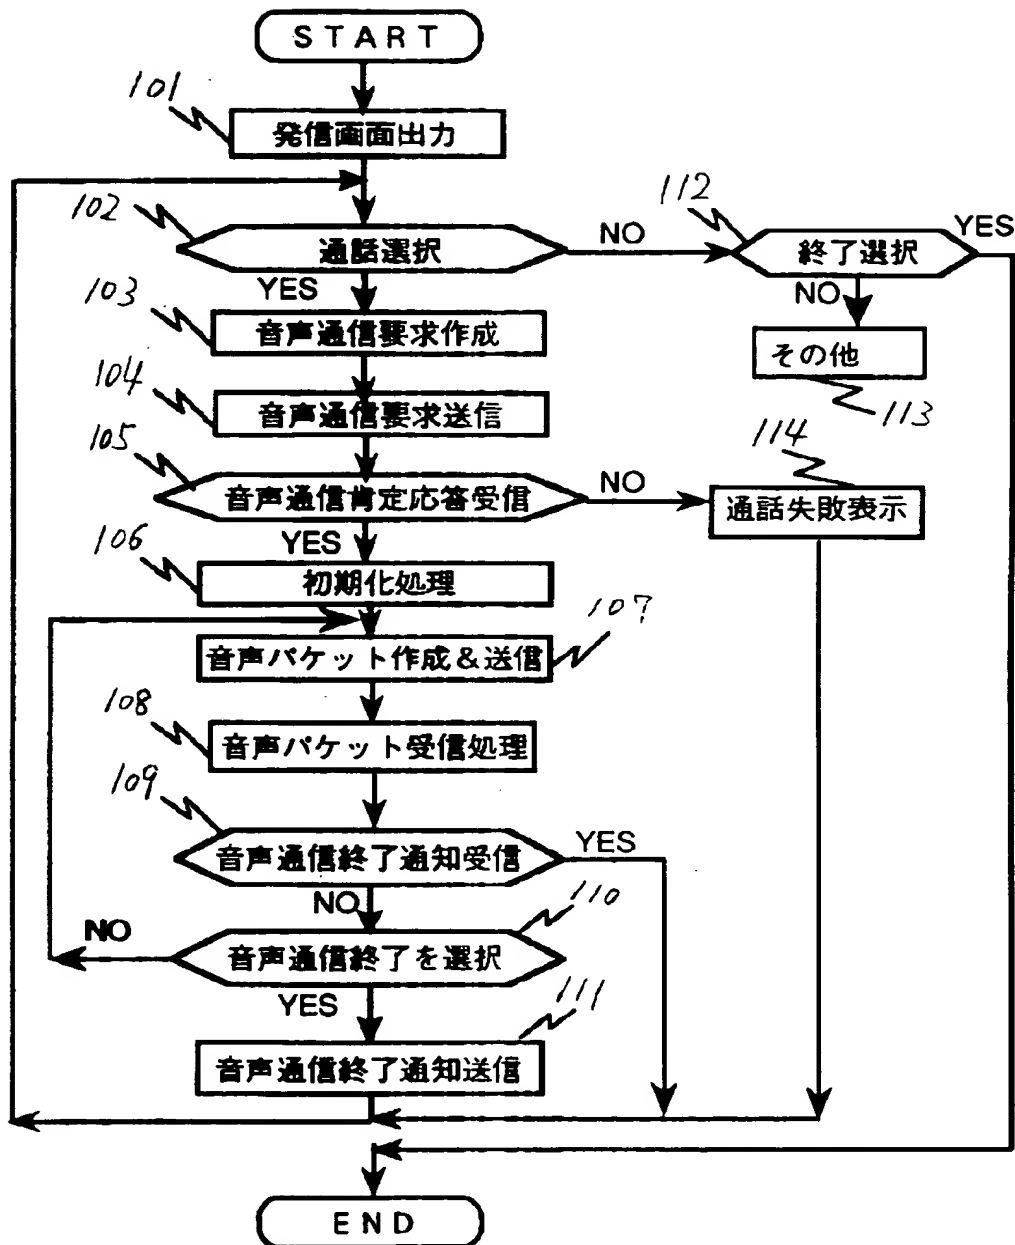 START
101
発信画面出力
102
通話選択
NO
112
終了選択
YES
YES
NO
103
音声通信要求作成
その他
113
104
音声通信要求送信
105
音声通信肯定応答受信
NO
114
通話失敗表示
YES
106
初期化処理
107
音声パケット作成&送信
108
音声パケット受信処理
109
音声通信終了通知受信
YES
NO
110
音声通信終了を選択
NO
YES
111
音声通信終了通知送信
END